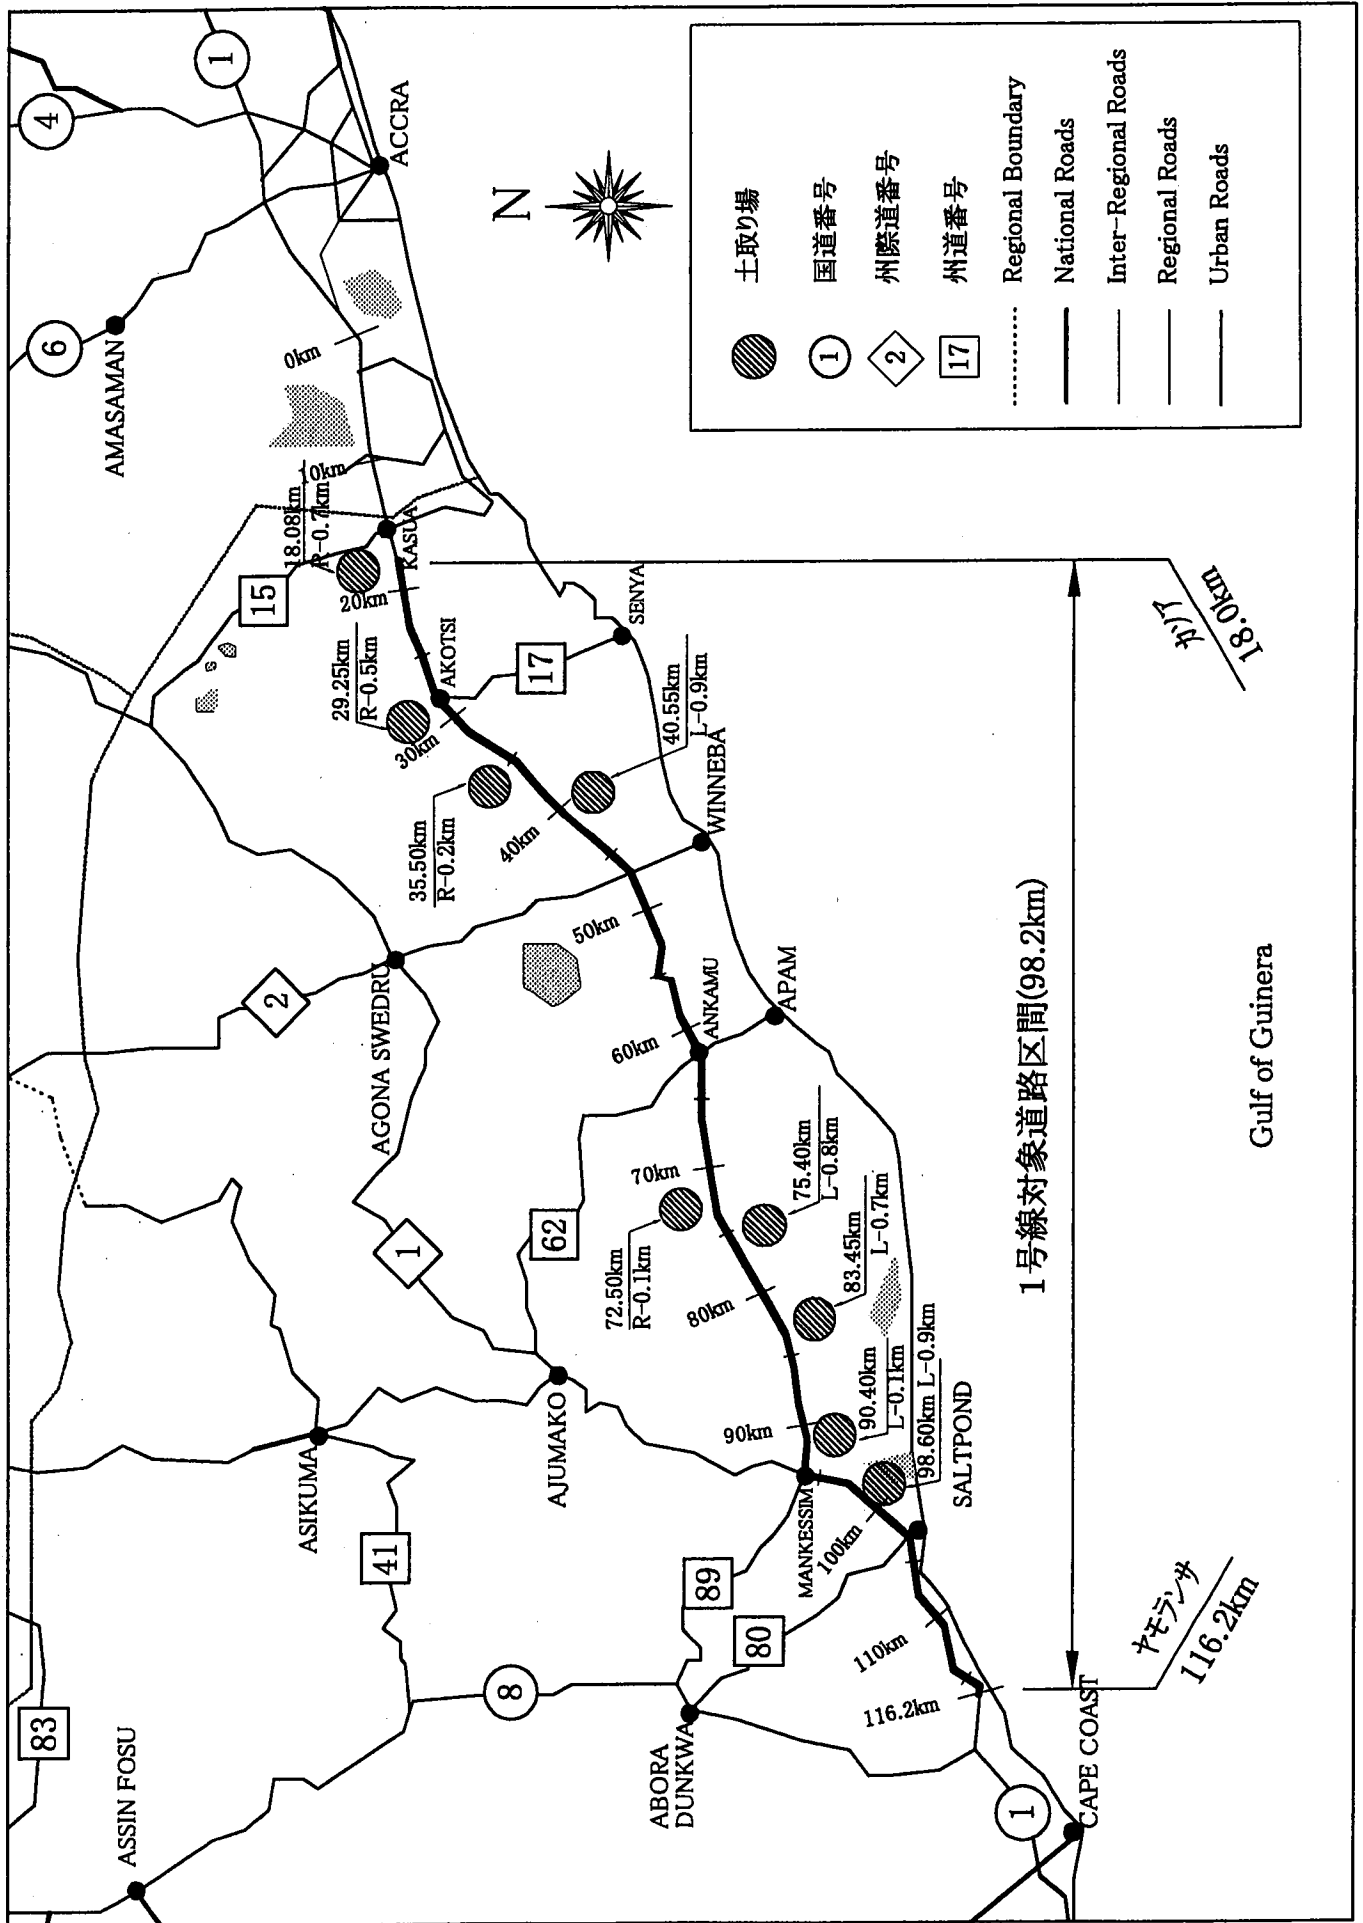 83
ASSIN FOSU
ASIKUMA
41
8
ABORA
DUNKWA
89
80
AJUMAKO
1
62
AGONA SWEDRU
2
15
AMASAMAN
6
4
1
ACCRA
N
0km
10km
18.08km
R-0.7km
KASUA
20km
29.25km
R-0.5km
AKOTSI
30km
17
SENYA
35.50km
R-0.2km
40.55km
L-0.9km
40km
WINNEBA
50km
ANKAMU
APAM
60km
70km
72.50km
R-0.1km
75.40km
L-0.8km
80km
83.45km
L-0.7km
90km
90.40km
L-0.1km
98.60km L-0.9km
MANKESSIM
SALTPOND
100km
110km
116.2km
1
CAPE COAST
ヤモランサ
116.2km
1号線対象道路区間(98.2km)
カソア
18.0km
Gulf of Guinera
土取り場
1 国道番号
2 州際道番号
17 州道番号
Regional Boundary
National Roads
Inter-Regional Roads
Regional Roads
Urban Roads